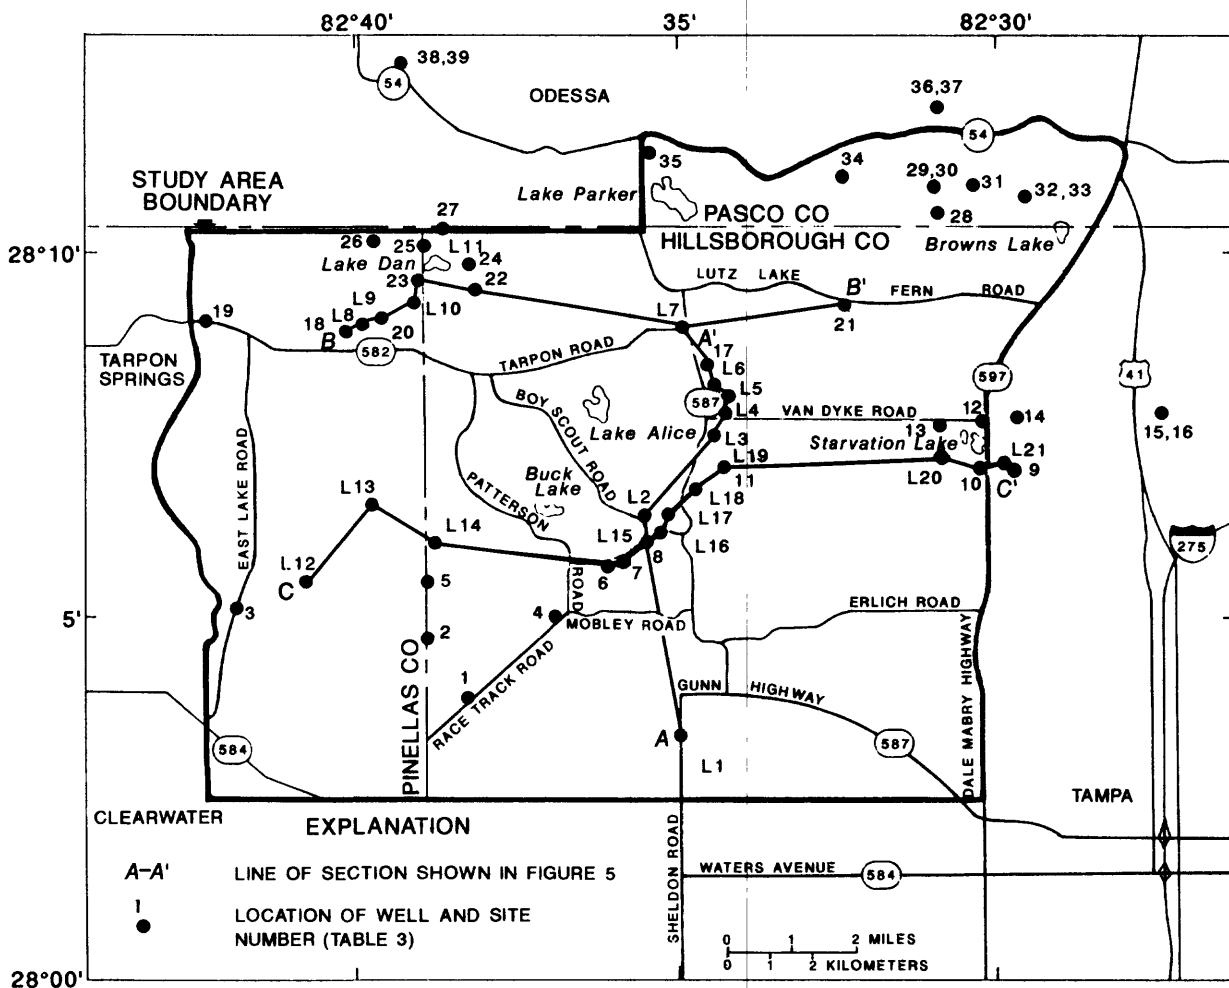 82°40'
35'
82°30'
38,39
54
ODESSA
36,37
54
35
34
29,30
31
32,33
28
STUDY AREA
BOUNDARY
Lake Parker
PASCO CO
HILLSBOROUGH CO
Browns Lake
28°10'
27
26
25
L11
24
Lake Dan
23
22
LUTZ LAKE
FERN ROAD
B'
21
19
L9
L8
18
B
20
L10
L7
A'
17
582
TARPON ROAD
TARPON
SPRINGS
L6
L5
587
L4
L3
597
41
BOY SCOUT ROAD
Lake Alice
VAN DYKE ROAD
12
13
14
15,16
Starvation Lake
L19
11
L20
10
L21
9
C'
EAST LAKE ROAD
PATTERSON
ROAD
Buck
Lake
L13
L14
L2
L18
L17
L15
L16
8
7
6
275
L12
C
5
3
4
2
5'
MOBLEY ROAD
ERLICH ROAD
1
RACE TRACK ROAD
PINELLAS CO
GUNN HIGHWAY
DALE MABRY HIGHWAY
A
L1
584
587
CLEARWATER
TAMPA
EXPLANATION
A-A' LINE OF SECTION SHOWN IN FIGURE 5
1
LOCATION OF WELL AND SITE
NUMBER (TABLE 3)
SHELDON ROAD
WATERS AVENUE
584
0 1 2 MILES
0 1 2 KILOMETERS
28°00'